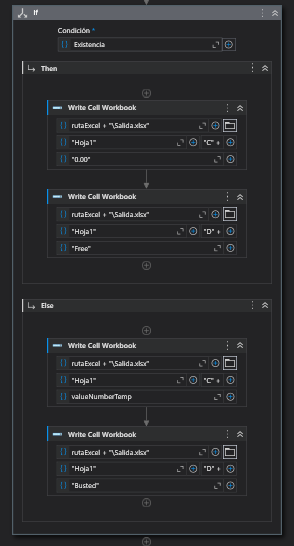 If
Condición *
Existencia
Then
Write Cell Workbook
rutaExcel + "\Salida.xlsx"
"Hoja1" "C" +
"0.00"
Write Cell Workbook
rutaExcel + "\Salida.xlsx"
"Hoja1" "D" +
"Free"
Else
Write Cell Workbook
rutaExcel + "\Salida.xlsx"
"Hoja1" "C" +
valueNumberTemp
Write Cell Workbook
rutaExcel + "\Salida.xlsx"
"Hoja1" "D" +
"Busted"